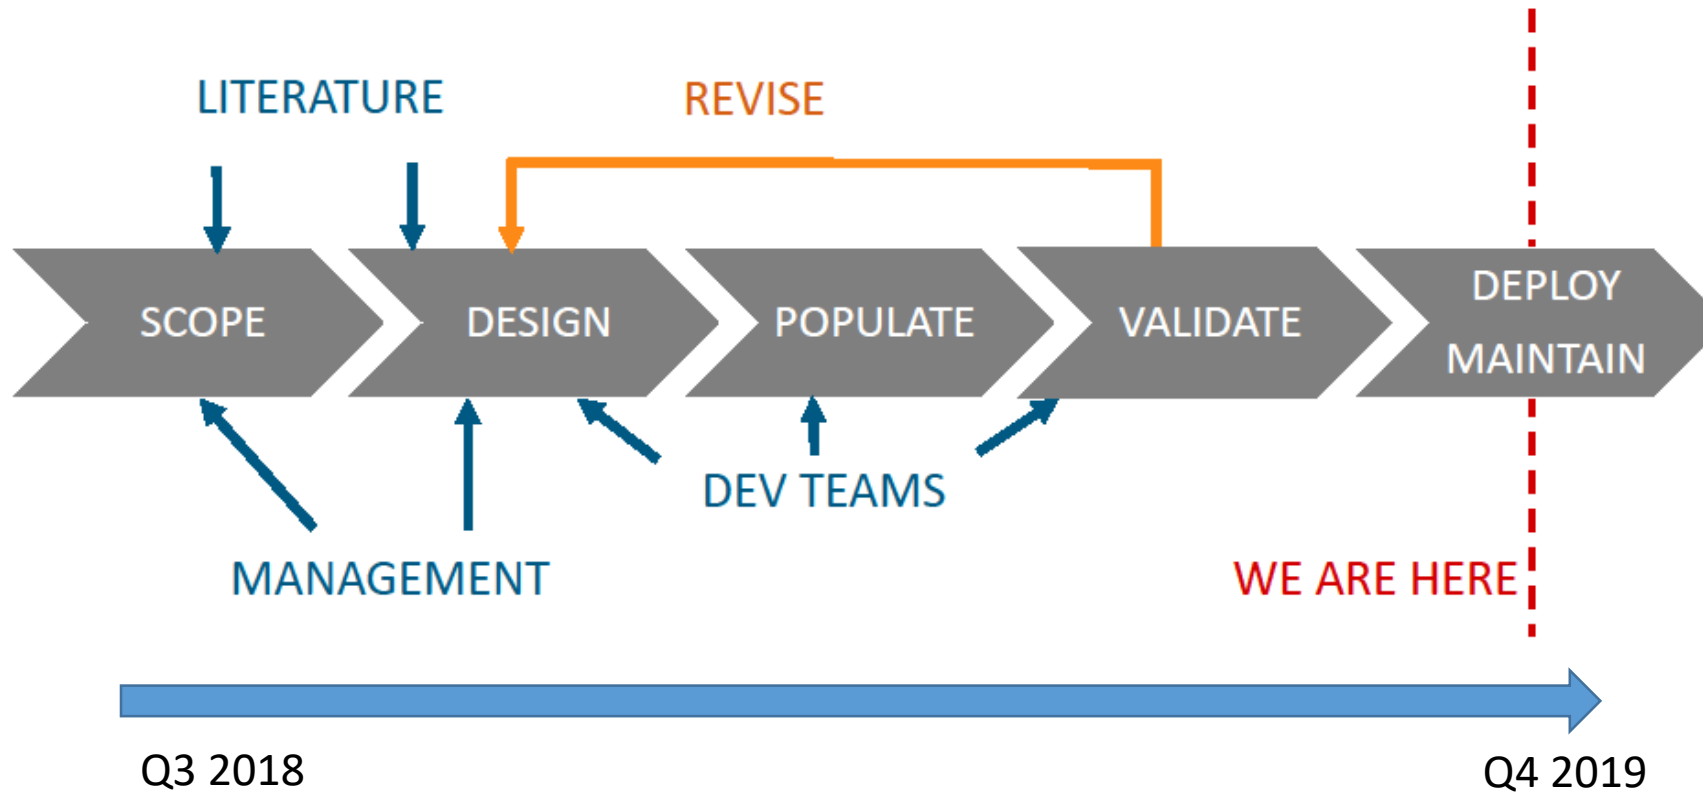 LITERATURE
REVISE
SCOPE
DESIGN
POPULATE
VALIDATE
DEPLOY
MAINTAIN
DEV TEAMS
MANAGEMENT
WE ARE HERE
Q3 2018
Q4 2019